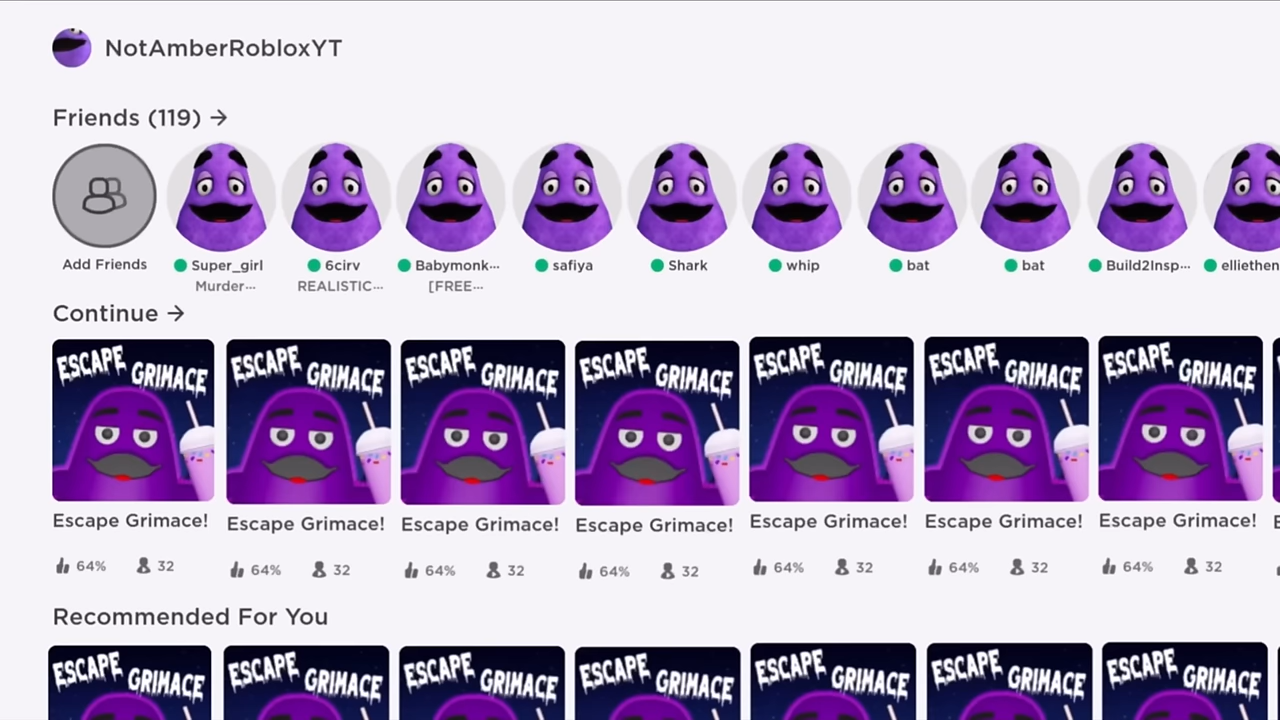 NotAmberRobloxYT
Friends (119) →
Add Friends
Super_girl
6cirv
Babymonk...
safiya
Shark
whip
bat
bat
Build2Insp...
elliethen
Murder...
REALISTIC...
[FREE...
Continue →
ESCAPE GRIMACE
ESCAPE GRIMACE
ESCAPE GRIMACE
ESCAPE GRIMACE
ESCAPE GRIMACE
ESCAPE GRIMACE
ESCAPE GRIMACE
Escape Grimace!
Escape Grimace!
Escape Grimace!
Escape Grimace!
Escape Grimace!
Escape Grimace!
Escape Grimace!
64% 32
64% 32
64% 32
64% 32
64% 32
64% 32
64% 32
Recommended For You
ESCAPE GRIMACE
ESCAPE GRIMACE
ESCAPE GRIMACE
ESCAPE GRIMACE
ESCAPE GRIMACE
ESCAPE GRIMACE
ESCAPE GRIMACE